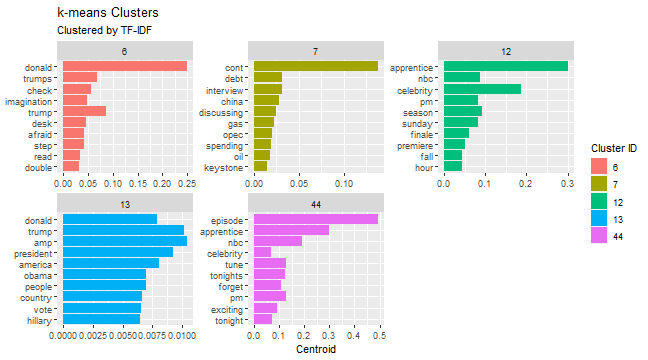 k-means Clusters
Clustered by TF-IDF
6
donald
trumps
check
imagination
trump
desk
afraid
step
read
double
0.00 0.05 0.10 0.15 0.20 0.25
7
cont
debt
interview
china
discussing
gas
opec
spending
oil
keystone
0.00 0.05 0.10
12
apprentice
nbc
celebrity
pm
season
sunday
finale
premiere
fall
hour
0.0 0.1 0.2 0.3
13
donald
trump
amp
president
america
obama
people
country
vote
hillary
0.0000 0.0025 0.0050 0.0075 0.0100
44
episode
apprentice
nbc
celebrity
tune
tonights
forget
pm
exciting
tonight
0.0 0.1 0.2 0.3 0.4 0.5
Centroid
Cluster ID
6
7
12
13
44